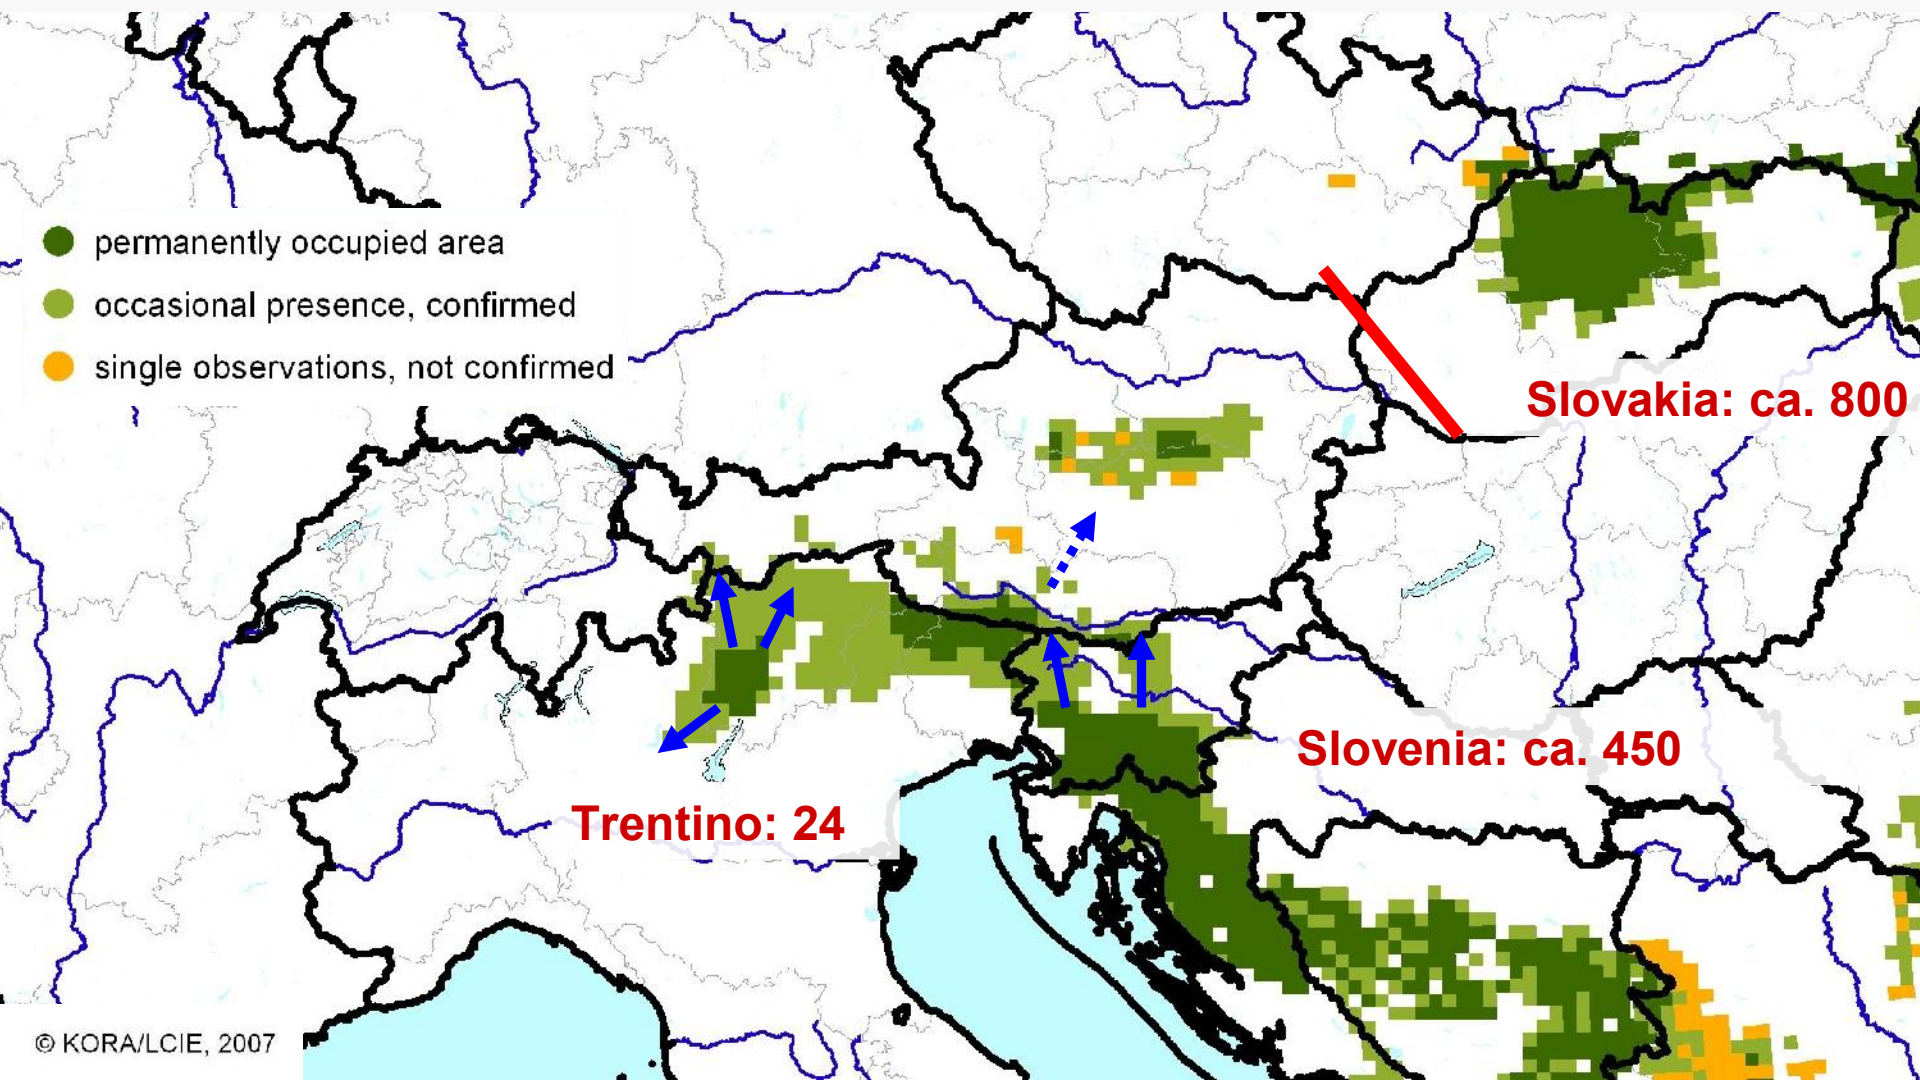 permanently occupied area
occasional presence, confirmed
single observations, not confirmed
Slovakia: ca. 800
Slovenia: ca. 450
Trentino: 24
© KORA/LCIE, 2007